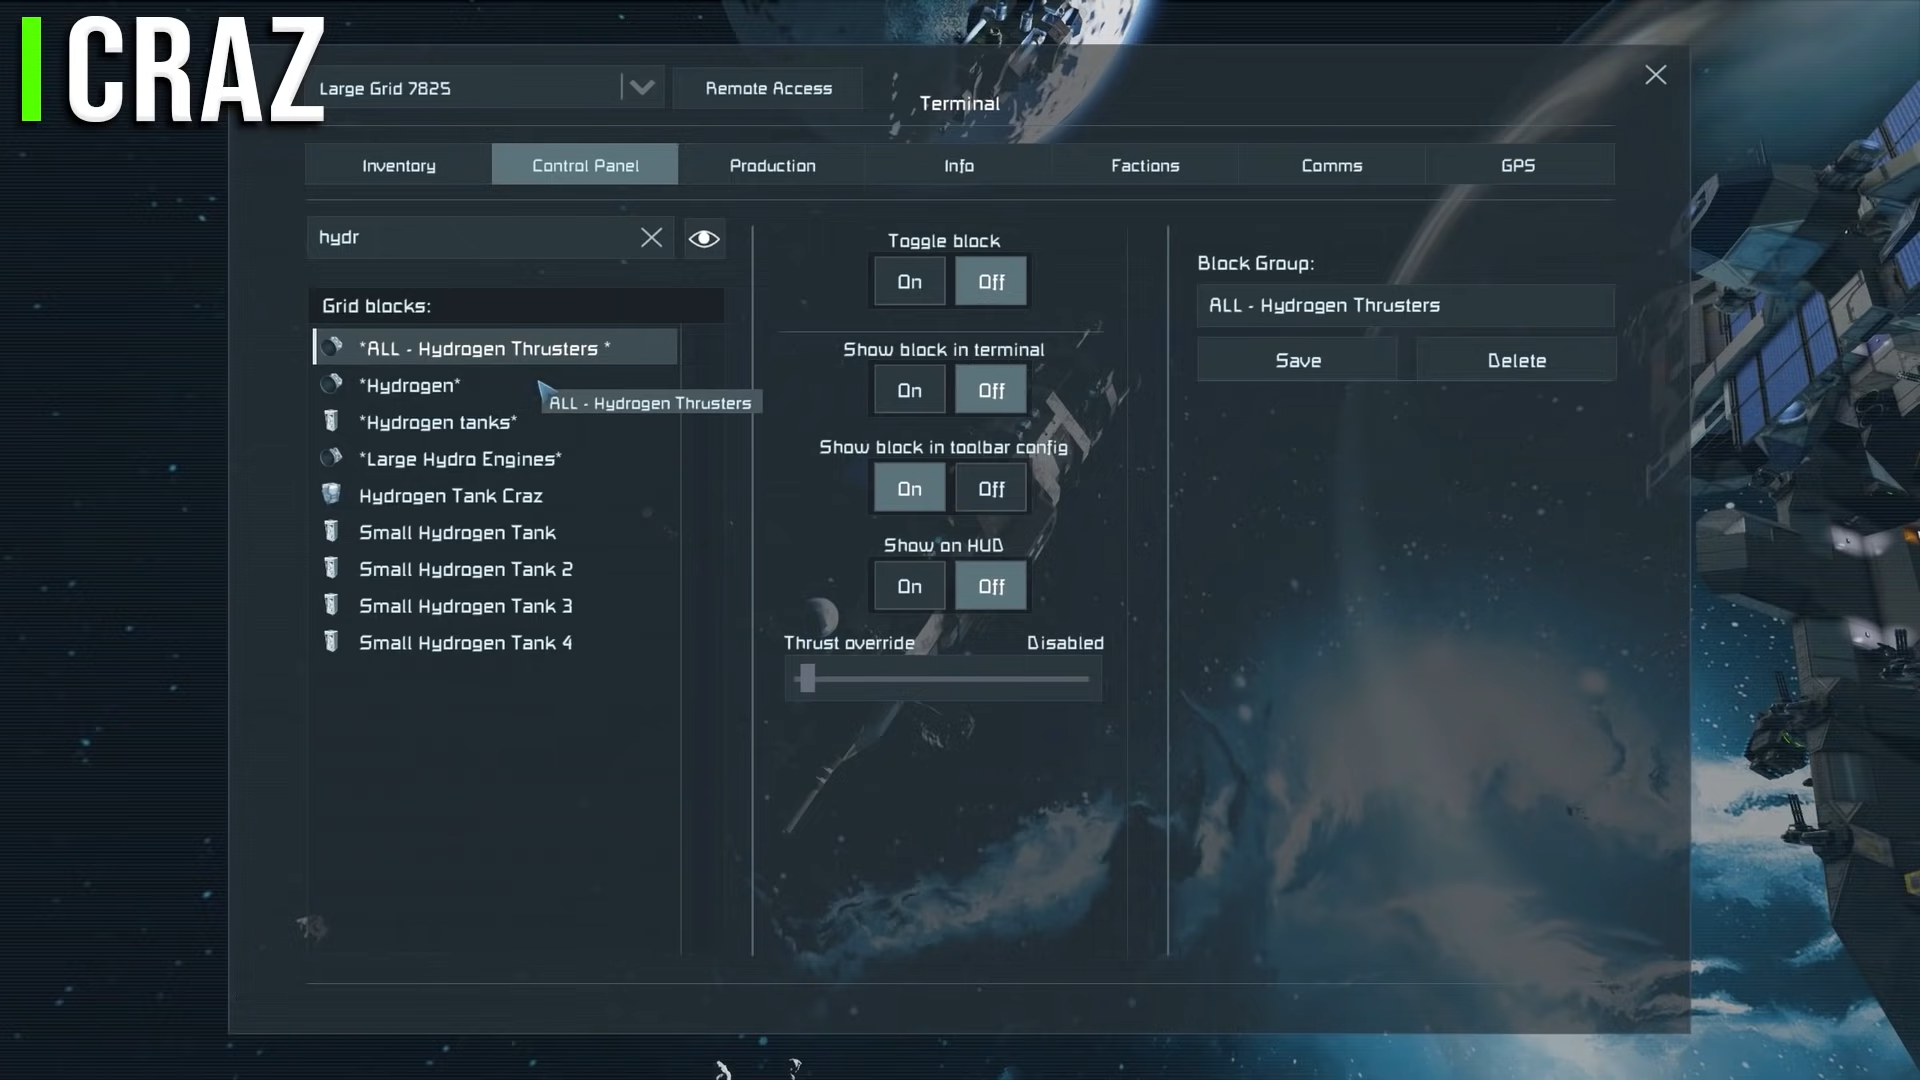 CRAZ
Large Grid 7825
Remote Access
Terminal
Inventory
Control Panel
Production
Info
Factions
Comms
GPS
hydr
Grid blocks:
*ALL - Hydrogen Thrusters *
*Hydrogen*
ALL - Hydrogen Thrusters
*Hydrogen tanks*
*Large Hydro Engines*
Hydrogen Tank Craz
Small Hydrogen Tank
Small Hydrogen Tank 2
Small Hydrogen Tank 3
Small Hydrogen Tank 4
Toggle block
On Off
Show block in terminal
On Off
Show block in toolbar config
On Off
Show on HUD
On Off
Thrust override Disabled
Block Group:
ALL - Hydrogen Thrusters
Save Delete